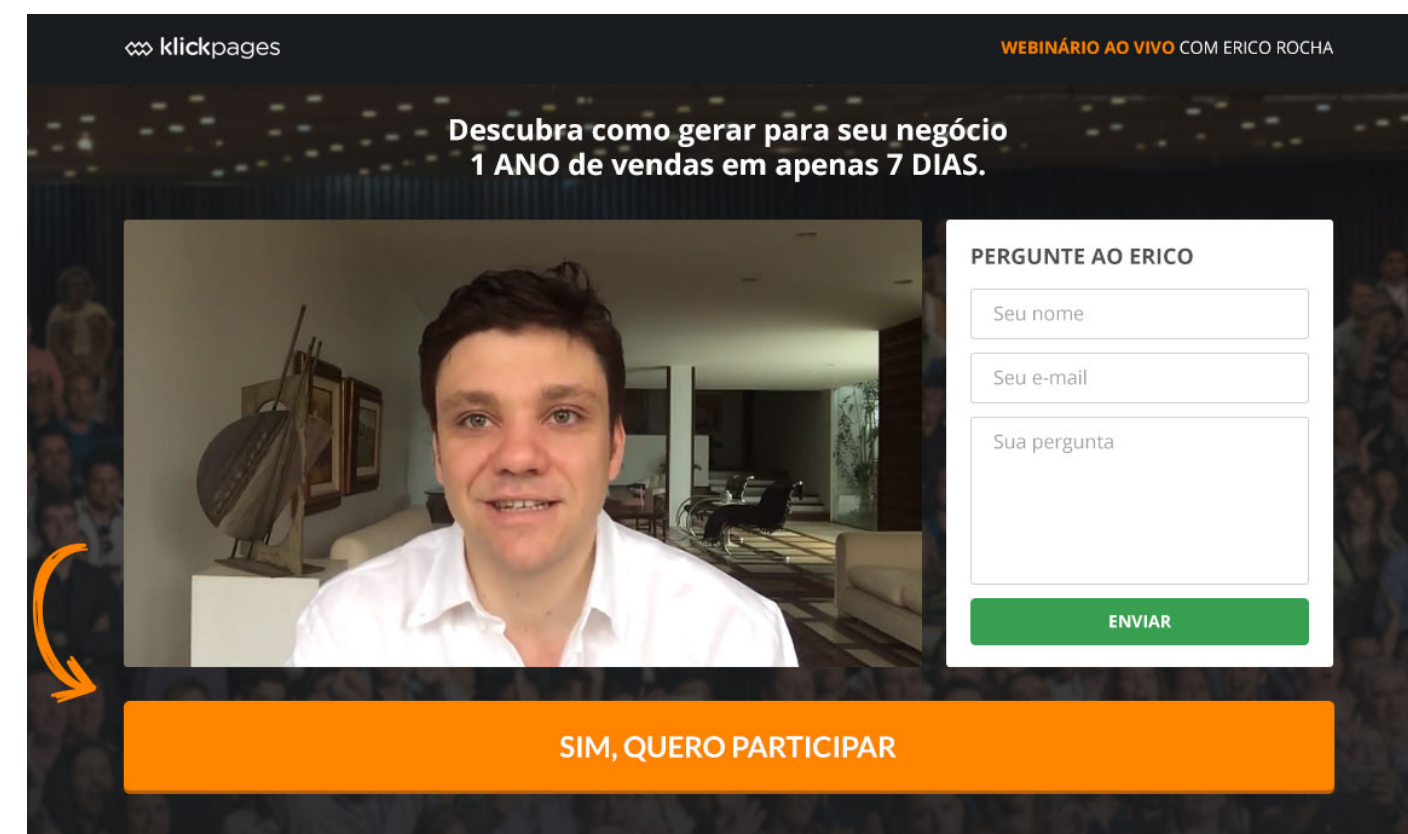 klickpages
WEBINÁRIO AO VIVO COM ERICO ROCHA
Descubra como gerar para seu negócio
1 ANO de vendas em apenas 7 DIAS.
PERGUNTE AO ERICO
Seu nome
Seu e-mail
Sua pergunta
ENVIAR
SIM, QUERO PARTICIPAR